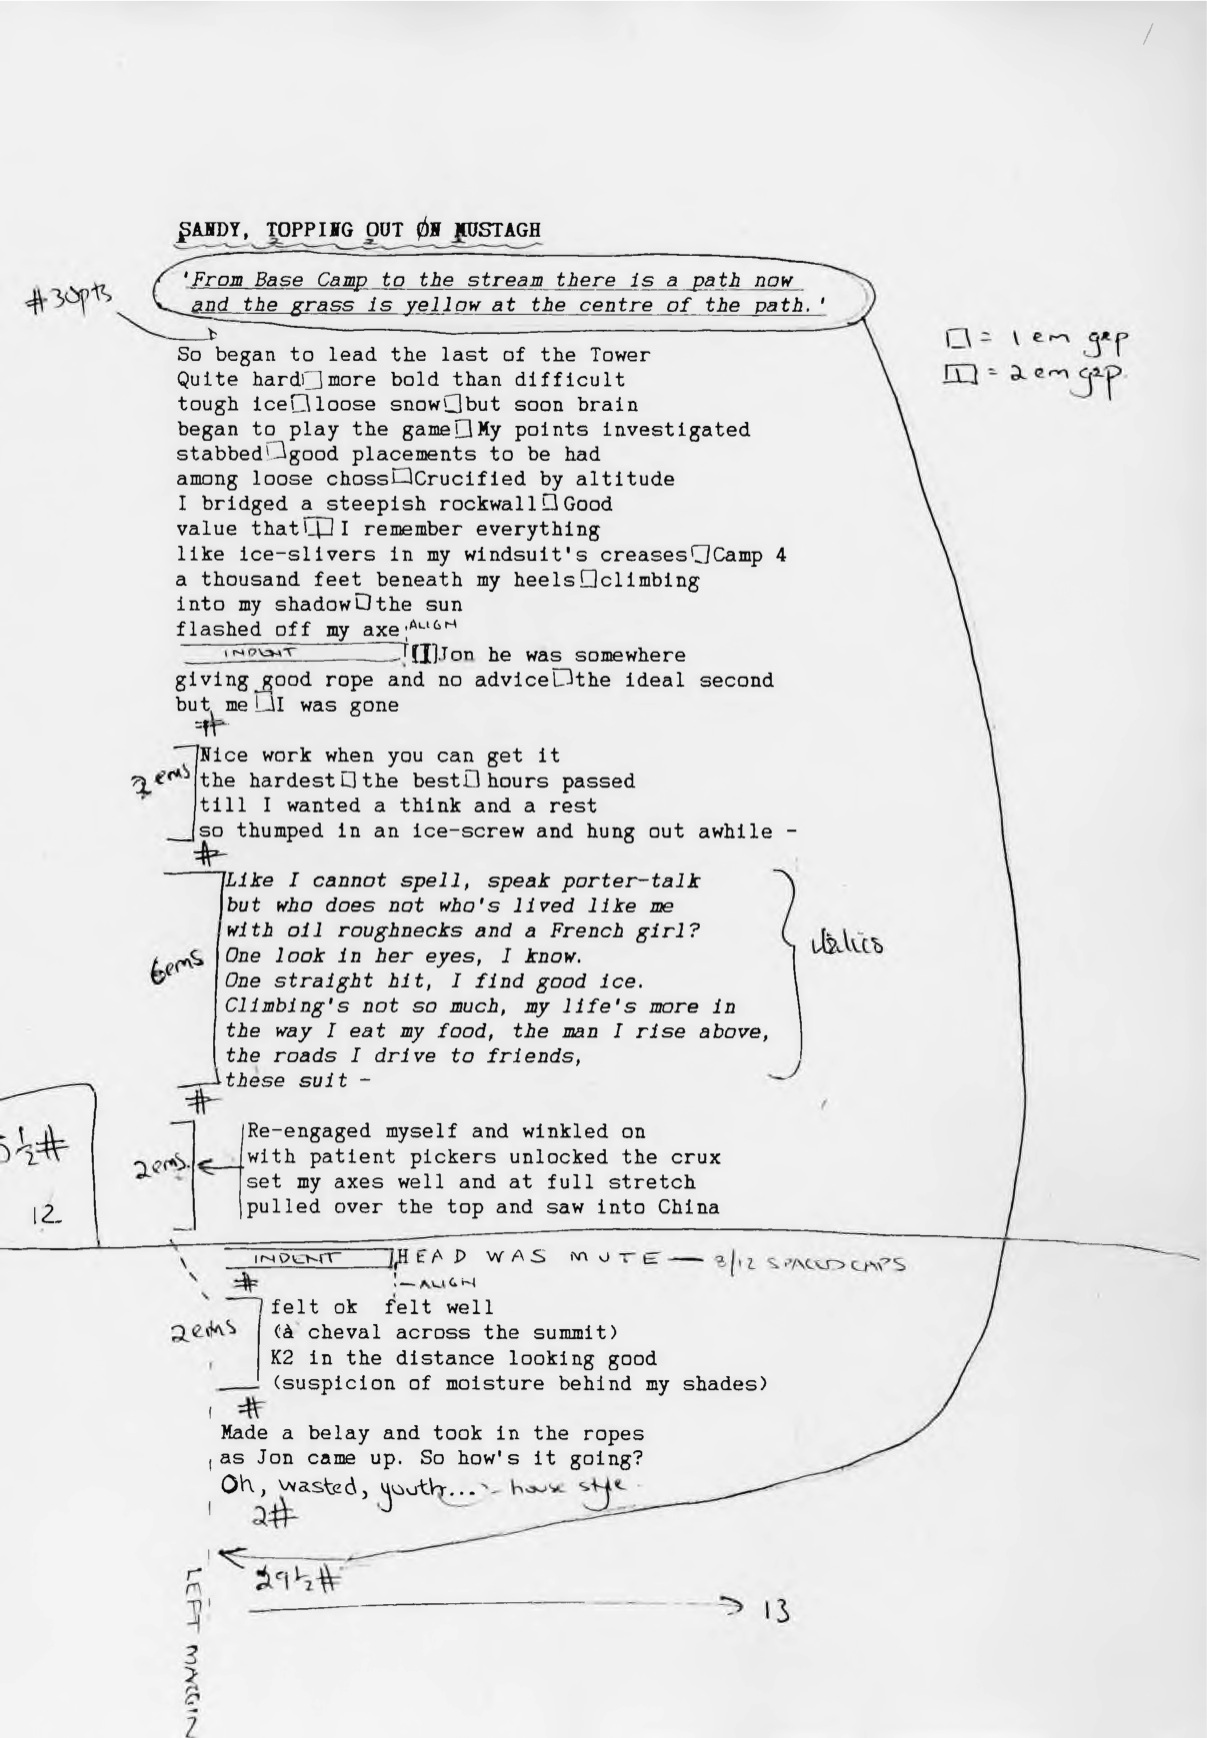 SANDY, TOPPING OUT ON MUSTAGH
'From Base Camp to the stream there is a path now
and the grass is yellow at the centre of the path.'
#30pts
□ = 1 em gap
◫ = 2 em gap.
So began to lead the last of the Tower
Quite hard□more bold than difficult
tough ice□loose snow□but soon brain
began to play the game□My points investigated
stabbed□good placements to be had
among loose choss□Crucified by altitude
I bridged a steepish rockwall□Good
value that◫I remember everything
like ice-slivers in my windsuit's creases□Camp 4
a thousand feet beneath my heels□climbing
into my shadow□the sun
flashed off my axe ALIGN
INDENT Jon he was somewhere
giving good rope and no advice□the ideal second
but me□I was gone
#
Nice work when you can get it
ems the hardest□the best□hours passed
till I wanted a think and a rest
so thumped in an ice-screw and hung out awhile -
#
Like I cannot spell, speak porter-talk
but who does not who's lived like me
with oil roughnecks and a French girl?
italics
One look in her eyes, I know.
6ems One straight hit, I find good ice.
Climbing's not so much, my life's more in
the way I eat my food, the man I rise above,
the roads I drive to friends,
these suit -
#
Re-engaged myself and winkled on
½#
2ems. with patient pickers unlocked the crux
set my axes well and at full stretch
12 pulled over the top and saw into China
INDENT HEAD WAS MUTE — 8/12 SPACED CAPS
# ALIGN
felt ok felt well
2ems (à cheval across the summit)
K2 in the distance looking good
(suspicion of moisture behind my shades)
#
Made a belay and took in the ropes
as Jon came up. So how's it going?
Oh, wasted, youth... - house style.
2#
29½#
13
LEFT MARGIN